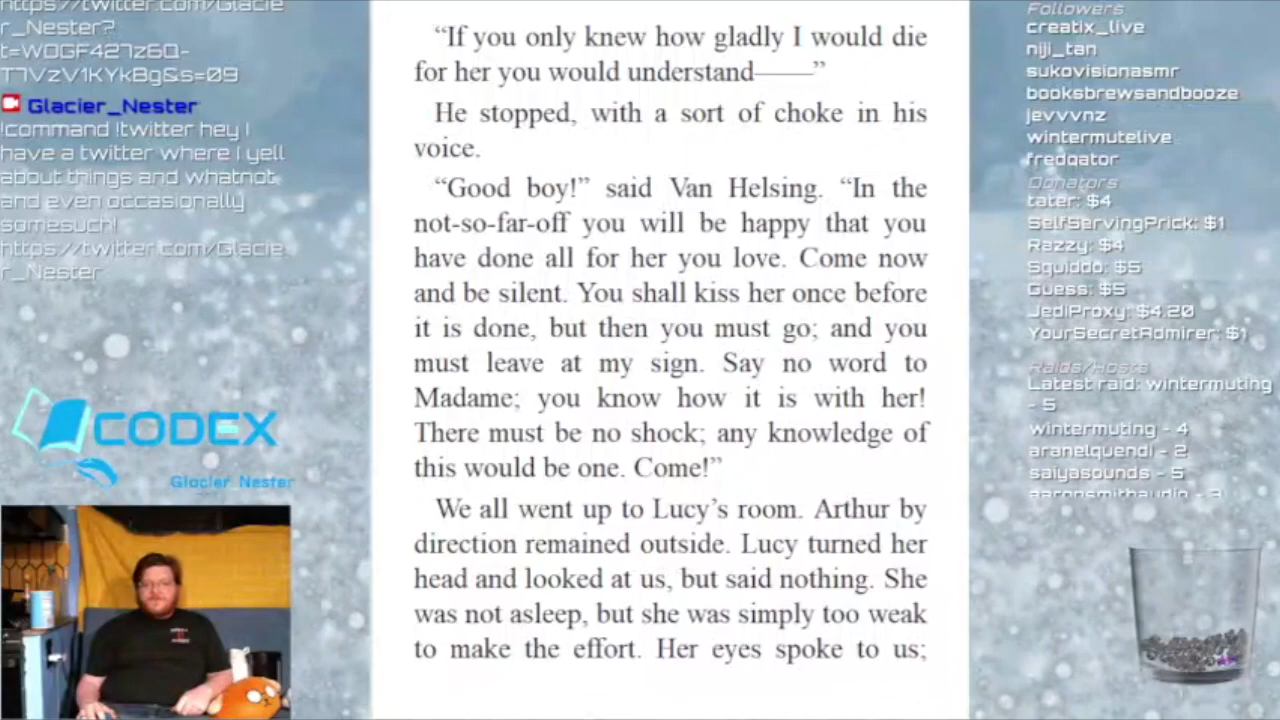 https://twitter.com/Glacie
r_Nester?
t=W0GF427z6Q-
T7VzV1KYkBg&s=09
Glacier_Nester
!command !twitter hey I
have a twitter where I yell
about things and whatnot
and even occasionally
somesuch!
https://twitter.com/Glacie
r_Nester
CODEX
Glacier Nester
“If you only knew how gladly I would die
for her you would understand——”
He stopped, with a sort of choke in his
voice.
“Good boy!” said Van Helsing. “In the
not-so-far-off you will be happy that you
have done all for her you love. Come now
and be silent. You shall kiss her once before
it is done, but then you must go; and you
must leave at my sign. Say no word to
Madame; you know how it is with her!
There must be no shock; any knowledge of
this would be one. Come!”
We all went up to Lucy’s room. Arthur by
direction remained outside. Lucy turned her
head and looked at us, but said nothing. She
was not asleep, but she was simply too weak
to make the effort. Her eyes spoke to us;
Followers
creatix_live
niji_tan
sukovisionasmr
booksbrewsandbooze
jevvvnz
wintermutelive
fredgator
Donators
tater: $4
SelfServingPrick: $1
Razzy: $4
Squiddo: $5
Guess: $5
JediProxy: $4.20
YourSecretAdmirer: $1
Raids/Hosts
Latest raid: wintermuting
- 5
wintermuting - 4
aranelquendi - 2
saiyasounds - 5
aaronsmithaudio - 3